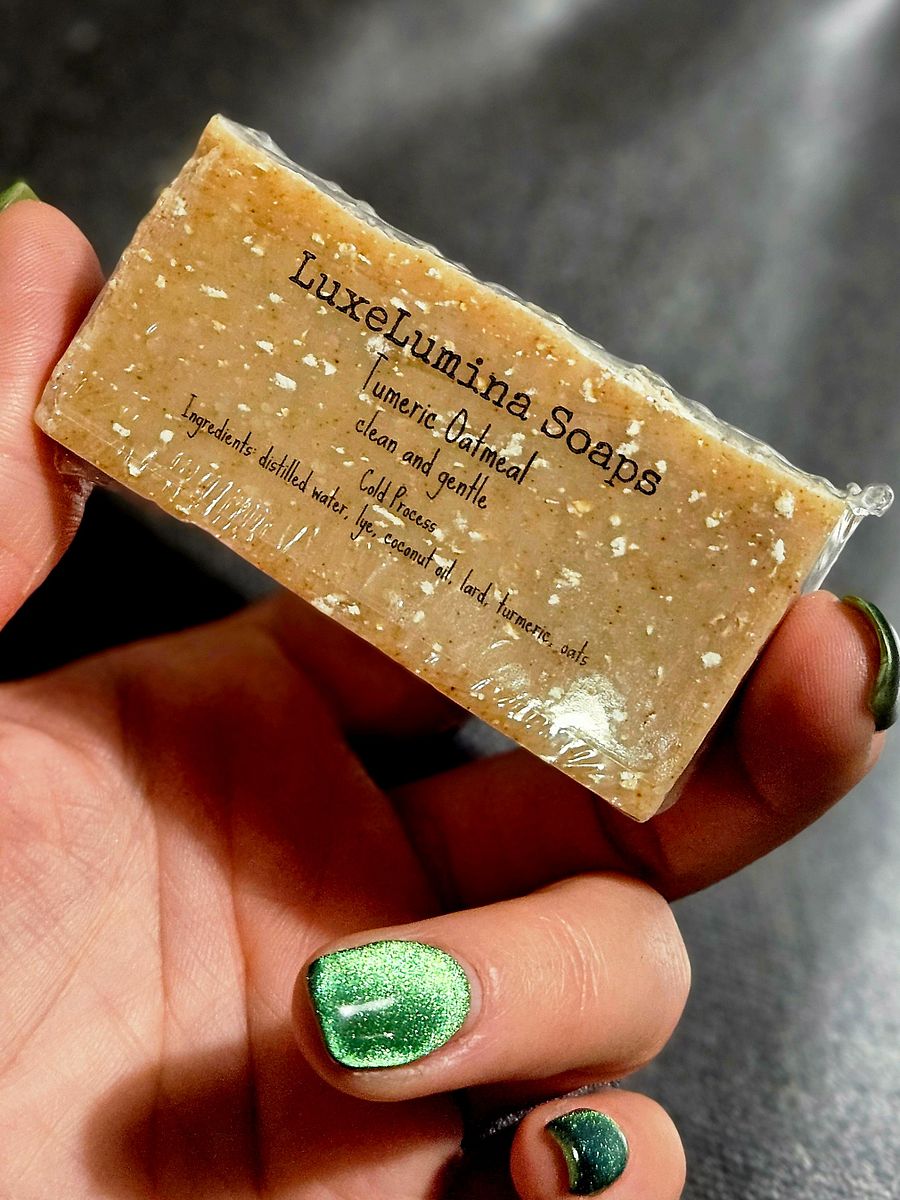 LuxeLumina Soaps
Tumeric Oatmeal
clean and gentle
Cold Process
Ingredients: distilled water, lye, coconut oil, lard, turmeric, oats